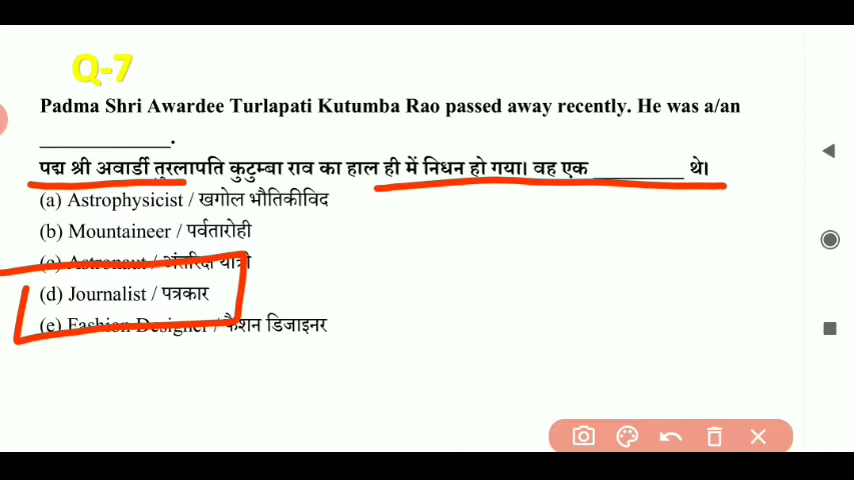 Q-7
Padma Shri Awardee Turlapati Kutumba Rao passed away recently. He was a/an
____________.
पद्म श्री अवार्डी तुरलापति कुटुम्बा राव का हाल ही में निधन हो गया। वह एक _________ थे।
(a) Astrophysicist / खगोल भौतिकीविद
(b) Mountaineer / पर्वतारोही
(c) Astronaut / अंतरिक्ष यात्री
(d) Journalist / पत्रकार
(e) Fashion Designer / फैशन डिजाइनर